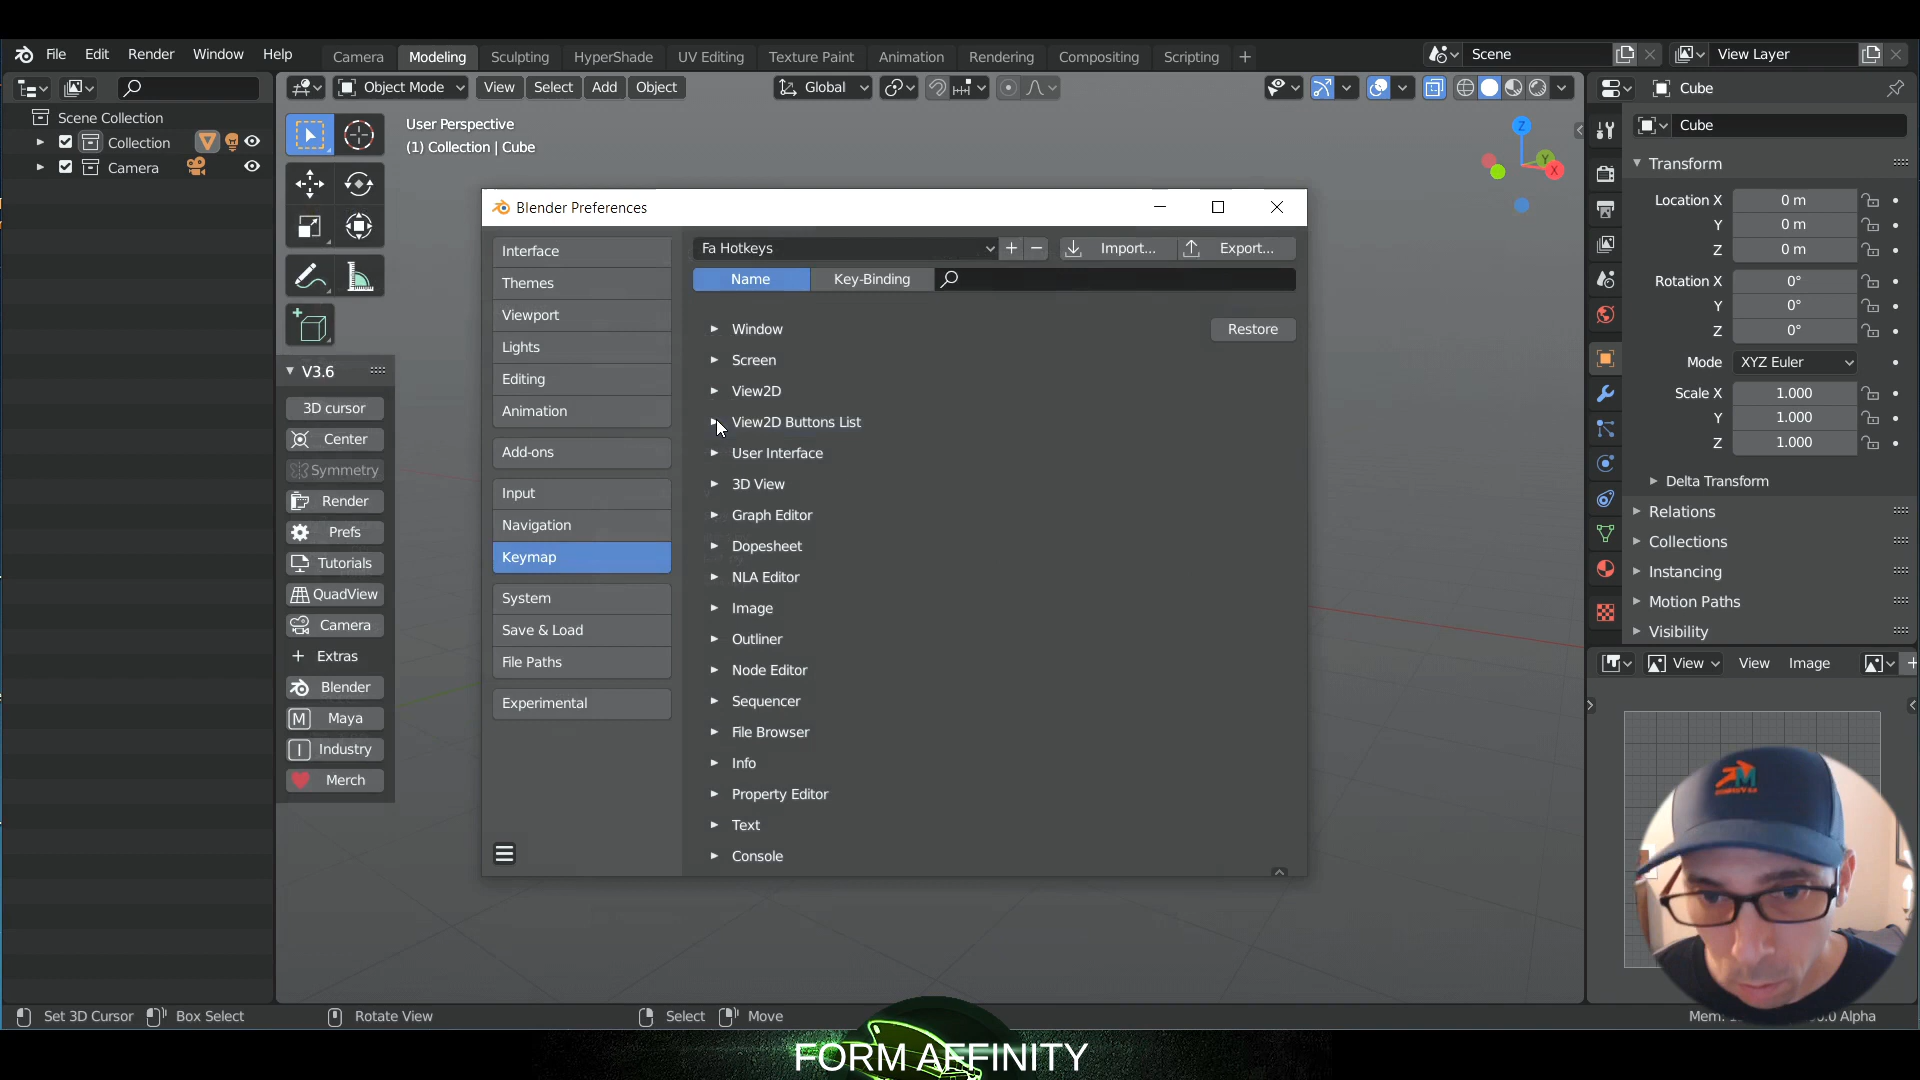 File Edit Render Window Help Camera Modeling Sculpting HyperShade UV Editing Texture Paint Animation Rendering Compositing Scripting + Scene View Layer
Object Mode View Select Add Object Global Cube
Scene Collection
Collection
Camera
User Perspective
(1) Collection | Cube
Z
Y
X
V3.6
3D cursor
Center
Symmetry
Render
Prefs
Tutorials
QuadView
Camera
+ Extras
Blender
M Maya
I Industry
Merch
Blender Preferences
Interface
Themes
Viewport
Lights
Editing
Animation
Add-ons
Input
Navigation
Keymap
System
Save & Load
File Paths
Experimental
Fa Hotkeys + − Import... Export...
Name Key-Binding
Window Restore
Screen
View2D
View2D Buttons List
User Interface
3D View
Graph Editor
Dopesheet
NLA Editor
Image
Outliner
Node Editor
Sequencer
File Browser
Info
Property Editor
Text
Console
Cube
Transform
Location X 0 m
Y 0 m
Z 0 m
Rotation X 0°
Y 0°
Z 0°
Mode XYZ Euler
Scale X 1.000
Y 1.000
Z 1.000
Delta Transform
Relations
Collections
Instancing
Motion Paths
Visibility
View View Image +
ZM
Set 3D Cursor Box Select Rotate View Select Move Mem: Alpha
FORM AFFINITY